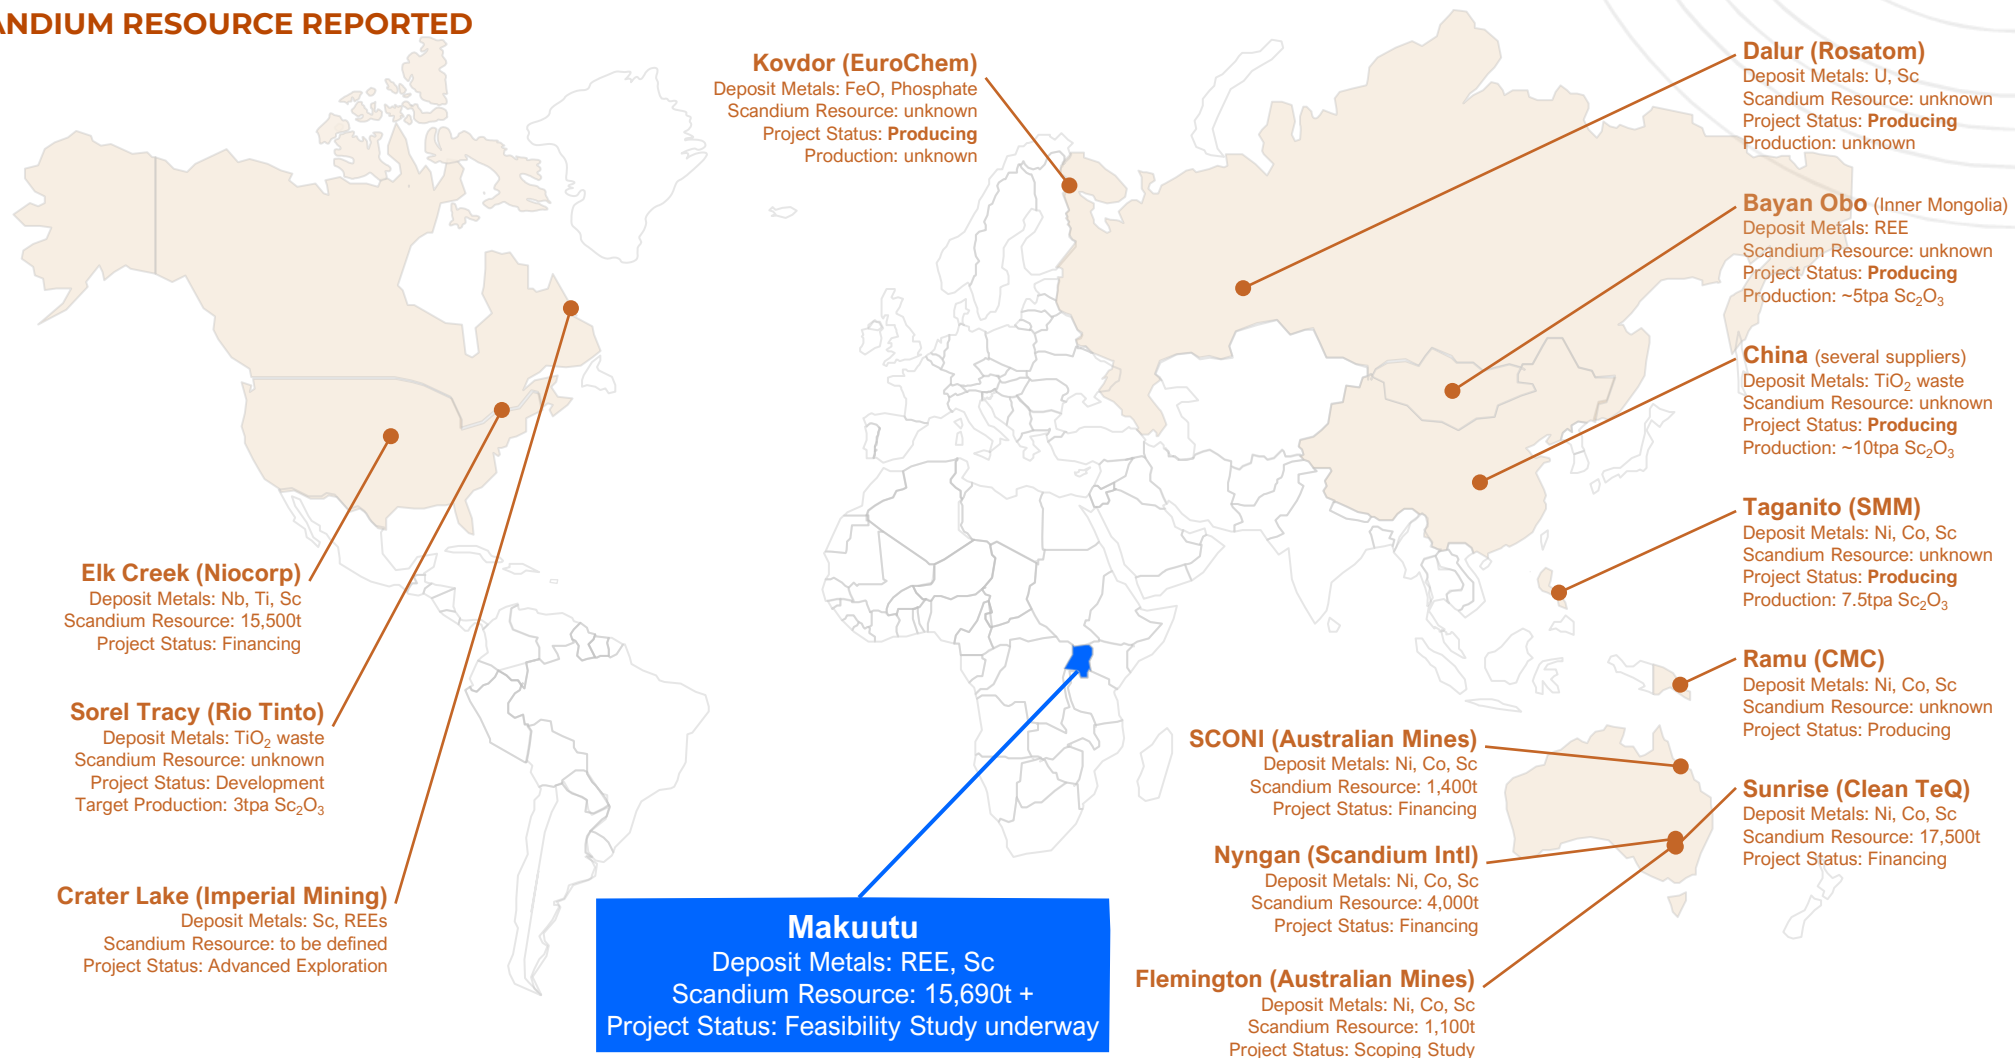 ANDIUM RESOURCE REPORTED
Kovdor (EuroChem)
Deposit Metals: FeO, Phosphate
Scandium Resource: unknown
Project Status: Producing
Production: unknown
Dalur (Rosatom)
Deposit Metals: U, Sc
Scandium Resource: unknown
Project Status: Producing
Production: unknown
Bayan Obo (Inner Mongolia)
Deposit Metals: REE
Scandium Resource: unknown
Project Status: Producing
Production: ~5tpa Sc₂O₃
China (several suppliers)
Deposit Metals: TiO₂ waste
Scandium Resource: unknown
Project Status: Producing
Production: ~10tpa Sc₂O₃
Taganito (SMM)
Deposit Metals: Ni, Co, Sc
Scandium Resource: unknown
Project Status: Producing
Production: 7.5tpa Sc₂O₃
Ramu (CMC)
Deposit Metals: Ni, Co, Sc
Scandium Resource: unknown
Project Status: Producing
Sunrise (Clean TeQ)
Deposit Metals: Ni, Co, Sc
Scandium Resource: 17,500t
Project Status: Financing
Elk Creek (Niocorp)
Deposit Metals: Nb, Ti, Sc
Scandium Resource: 15,500t
Project Status: Financing
Sorel Tracy (Rio Tinto)
Deposit Metals: TiO₂ waste
Scandium Resource: unknown
Project Status: Development
Target Production: 3tpa Sc₂O₃
Crater Lake (Imperial Mining)
Deposit Metals: Sc, REEs
Scandium Resource: to be defined
Project Status: Advanced Exploration
Makuutu
Deposit Metals: REE, Sc
Scandium Resource: 15,690t +
Project Status: Feasibility Study underway
SCONI (Australian Mines)
Deposit Metals: Ni, Co, Sc
Scandium Resource: 1,400t
Project Status: Financing
Nyngan (Scandium Intl)
Deposit Metals: Ni, Co, Sc
Scandium Resource: 4,000t
Project Status: Financing
Flemington (Australian Mines)
Deposit Metals: Ni, Co, Sc
Scandium Resource: 1,100t
Project Status: Scoping Study